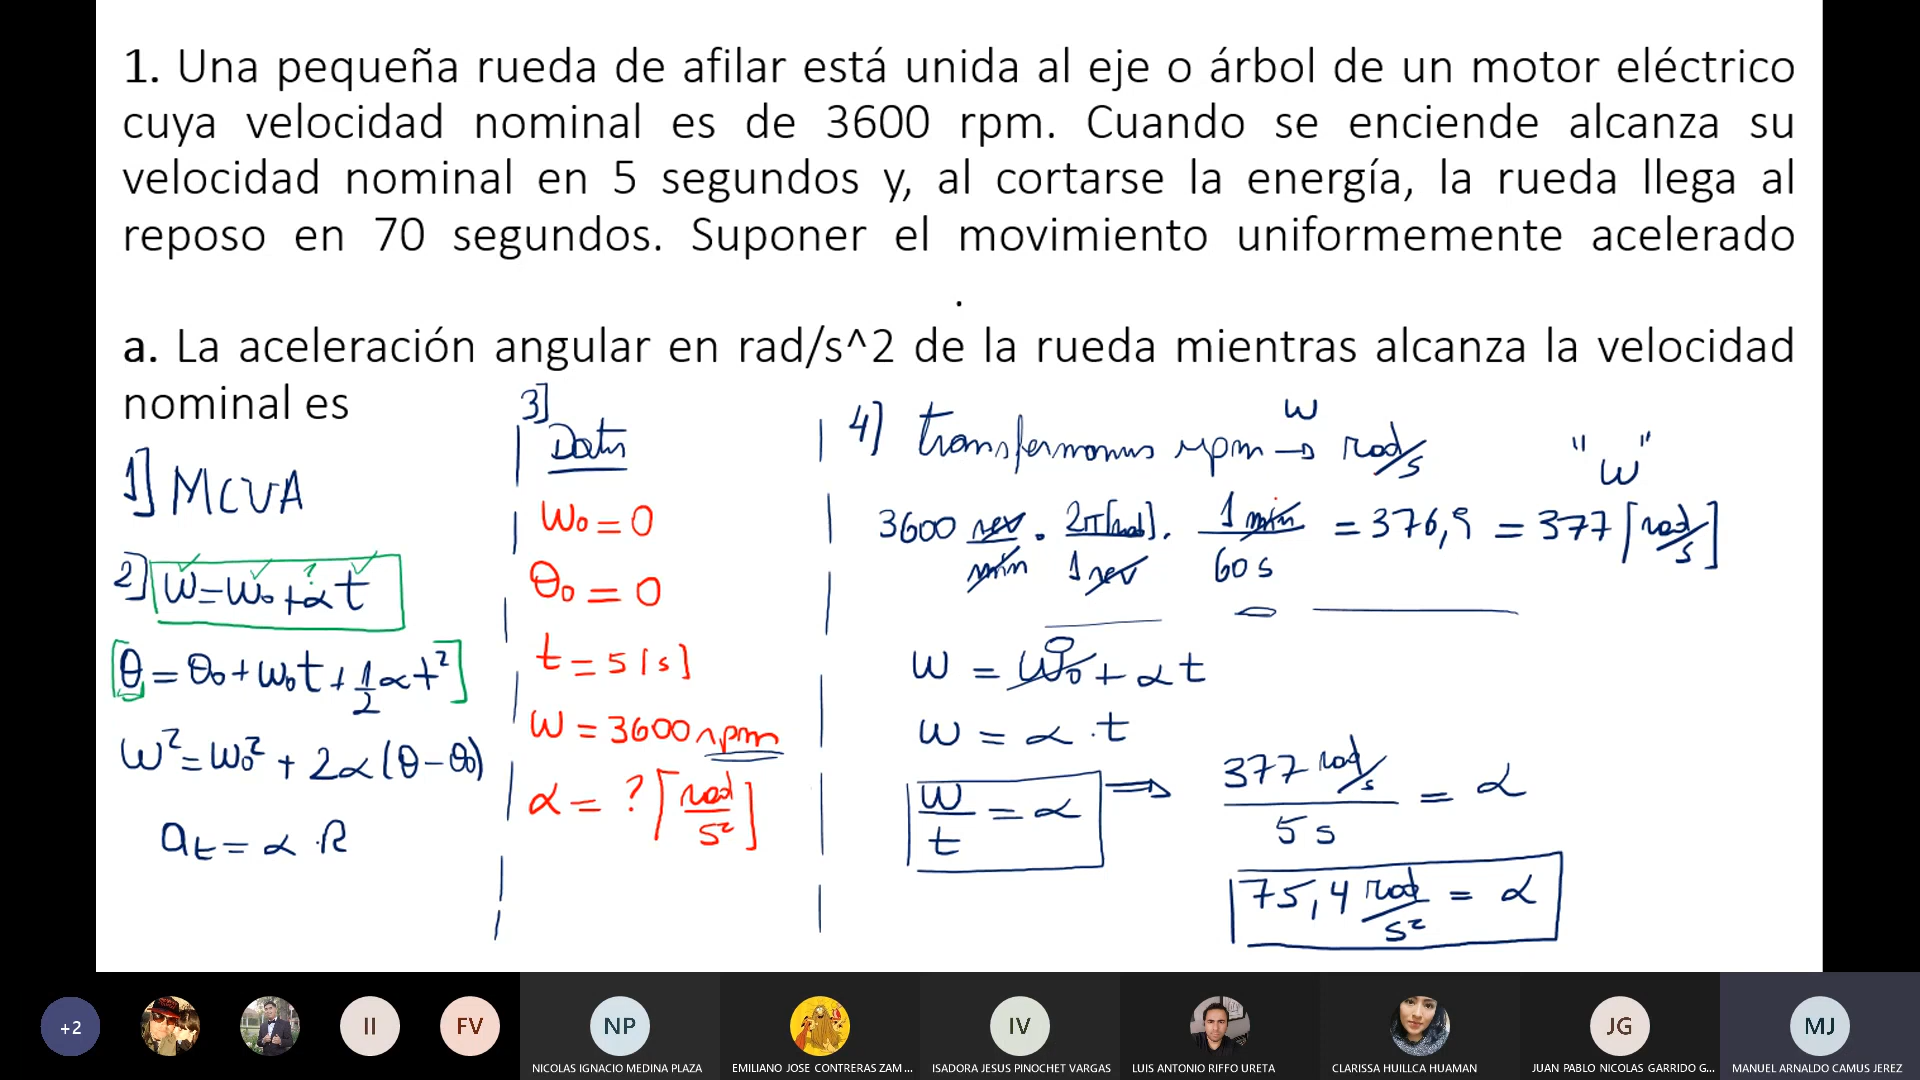 1. Una pequeña rueda de afilar está unida al eje o árbol de un motor eléctrico
cuya velocidad nominal es de 3600 rpm. Cuando se enciende alcanza su
velocidad nominal en 5 segundos y, al cortarse la energía, la rueda llega al
reposo en 70 segundos. Suponer el movimiento uniformemente acelerado
.
a. La aceleración angular en rad/s^2 de la rueda mientras alcanza la velocidad
nominal es
1] MCVA
2] ω = ω₀ + α t
?
θ = θ₀ + ω₀t + 1/2 α t²
ω² = ω₀² + 2α(θ − θ₀)
at = α · R
3]
Datos
ω₀ = 0
θ₀ = 0
t = 5 [s]
ω = 3600 rpm
α = ? [rad/s²]
4] transformamos rpm → rad/s
ω
"ω"
3600 rev/min · 2π[rad]/1 rev · 1 min/60 s = 376,9 = 377 [rad/s]
0
ω = ω₀ + α t
ω = α · t
ω/t = α ⇒ 377 rad/s / 5 s = α
75,4 rad/s² = α
+2
II
FV
NP
IV
JG
MJ
NICOLAS IGNACIO MEDINA PLAZA
EMILIANO JOSE CONTRERAS ZAM...
ISADORA JESUS PINOCHET VARGAS
LUIS ANTONIO RIFFO URETA
CLARISSA HUILLCA HUAMAN
JUAN PABLO NICOLAS GARRIDO G...
MANUEL ARNALDO CAMUS JEREZ